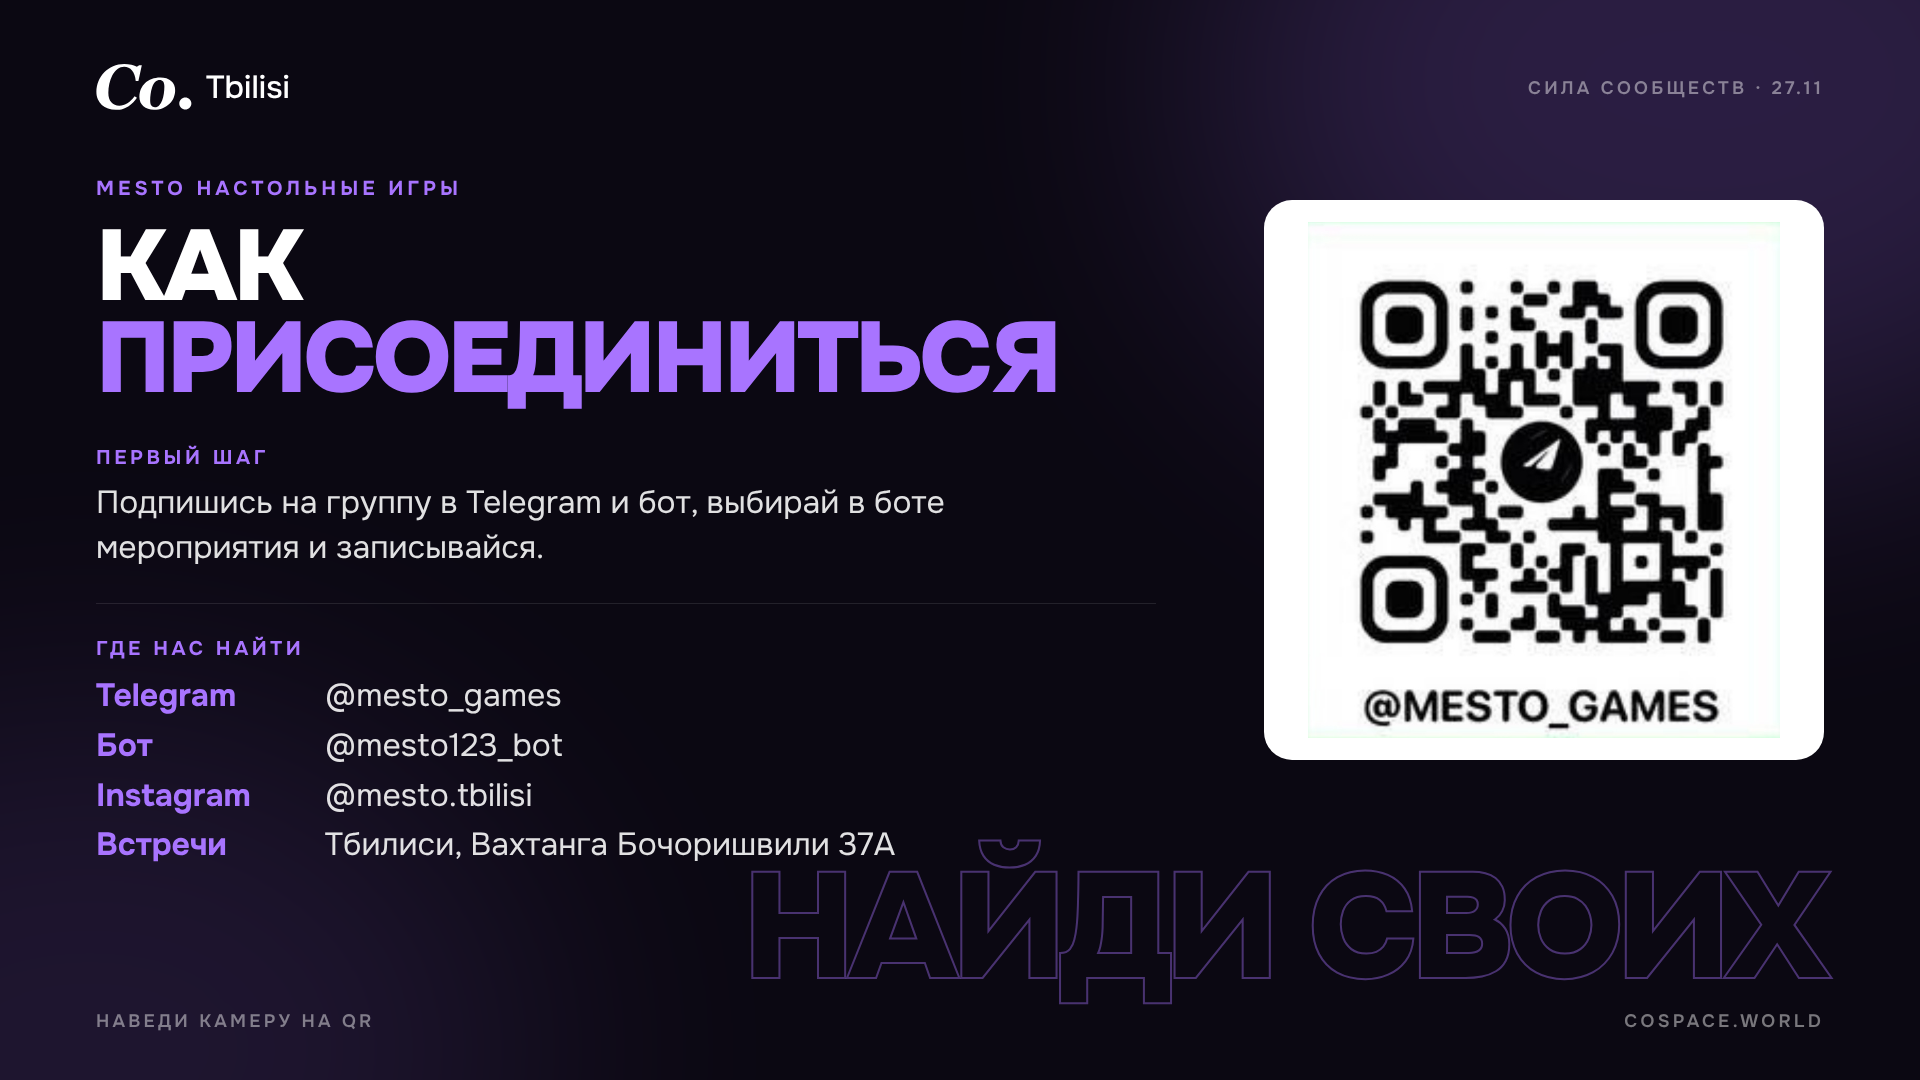 Co. Tbilisi
СИЛА СООБЩЕСТВ · 27.11
MESTO НАСТОЛЬНЫЕ ИГРЫ
КАК
ПРИСОЕДИНИТЬСЯ
ПЕРВЫЙ ШАГ
Подпишись на группу в Telegram и бот, выбирай в боте
мероприятия и записывайся.
ГДЕ НАС НАЙТИ
Telegram @mesto_games
Бот @mesto123_bot
Instagram @mesto.tbilisi
Встречи Тбилиси, Вахтанга Бочоришвили 37А
@MESTO_GAMES
НАЙДИ СВОИХ
НАВЕДИ КАМЕРУ НА QR
COSPACE.WORLD